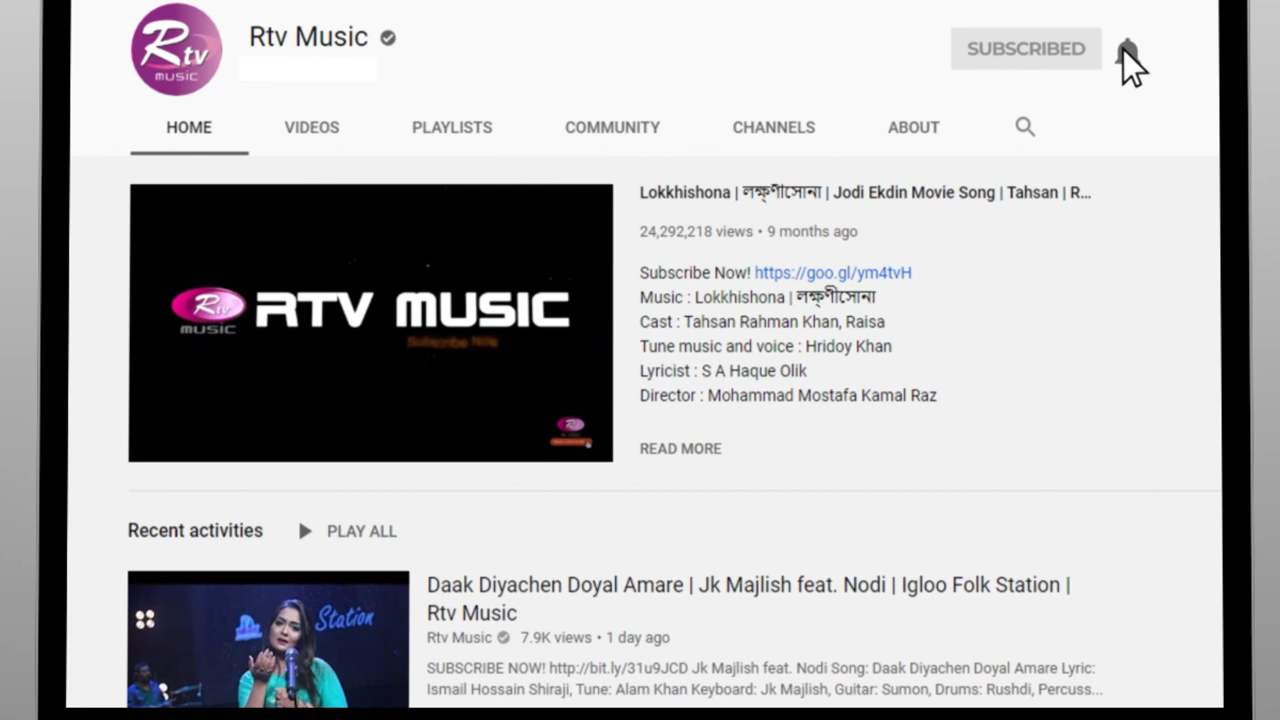 Rtv
MUSIC
Rtv Music
SUBSCRIBED
HOME
VIDEOS
PLAYLISTS
COMMUNITY
CHANNELS
ABOUT
Rtv
MUSIC
RTV MUSIC
Subscribe Now
Lokkhishona | লক্ষ্ণীসোনা | Jodi Ekdin Movie Song | Tahsan | R...
24,292,218 views • 9 months ago
Subscribe Now! https://goo.gl/ym4tvH
Music : Lokkhishona | লক্ষ্ণীসোনা
Cast : Tahsan Rahman Khan, Raisa
Tune music and voice : Hridoy Khan
Lyricist : S A Haque Olik
Director : Mohammad Mostafa Kamal Raz
READ MORE
Recent activities
PLAY ALL
Station
Daak Diyachen Doyal Amare | Jk Majlish feat. Nodi | Igloo Folk Station |
Rtv Music
Rtv Music 7.9K views • 1 day ago
SUBSCRIBE NOW! http://bit.ly/31u9JCD Jk Majlish feat. Nodi Song: Daak Diyachen Doyal Amare Lyric:
Ismail Hossain Shiraji, Tune: Alam Khan Keyboard: Jk Majlish, Guitar: Sumon, Drums: Rushdi, Percuss...